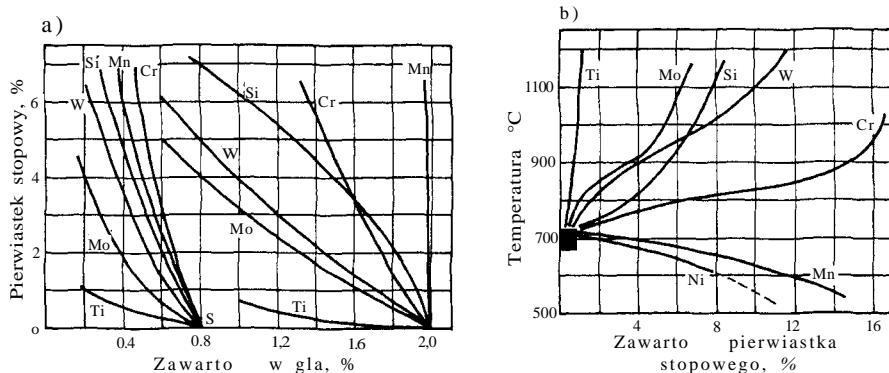 a)
Pierwiastek stopowy, %
6
4
2
0
Si Mn
Cr
W
Mo
Ti
S
Si
Cr
Mn
W
Mo
Ti
0.4 0.8 1,2 1.6 2,0
Zawarto w gla, %
b)
Temperatura °C
1100
900
700
500
Ti Mo Si W
Cr
Ni
Mn
4 8 12 16
Zawarto pierwiastka
stopowego, %